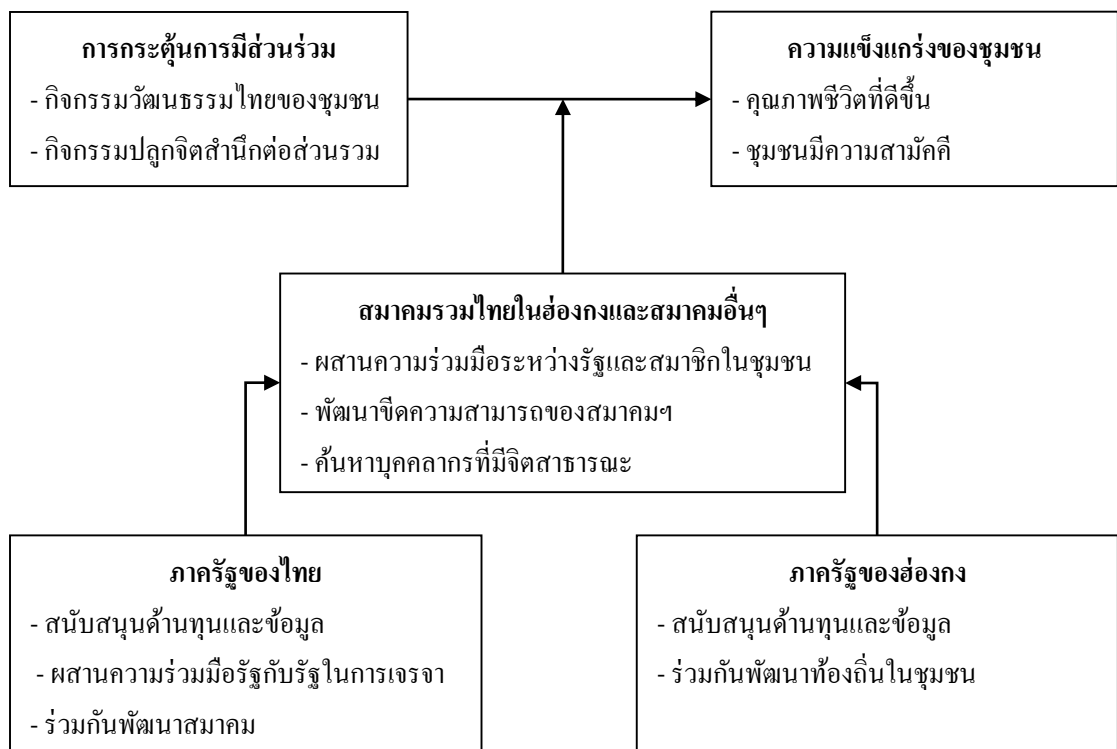 การกระตุ้นการมีส่วนร่วม
- กิจกรรมวัฒนธรรมไทยของชุมชน
- กิจกรรมปลูกจิตสำนึกต่อส่วนรวม
ความแข็งแกร่งของชุมชน
- คุณภาพชีวิตที่ดีขึ้น
- ชุมชนมีความสามัคคี
สมาคมรวมไทยในฮ่องกงและสมาคมอื่นๆ
- ผสานความร่วมมือระหว่างรัฐและสมาชิกในชุมชน
- พัฒนาขีดความสามารถของสมาคมฯ
- ค้นหาบุคคลากรที่มีจิตสาธารณะ
ภาครัฐของไทย
- สนับสนุนด้านทุนและข้อมูล
- ผสานความร่วมมือรัฐกับรัฐในการเจรจา
- ร่วมกันพัฒนาสมาคม
ภาครัฐของฮ่องกง
- สนับสนุนด้านทุนและข้อมูล
- ร่วมกันพัฒนาท้องถิ่นในชุมชน